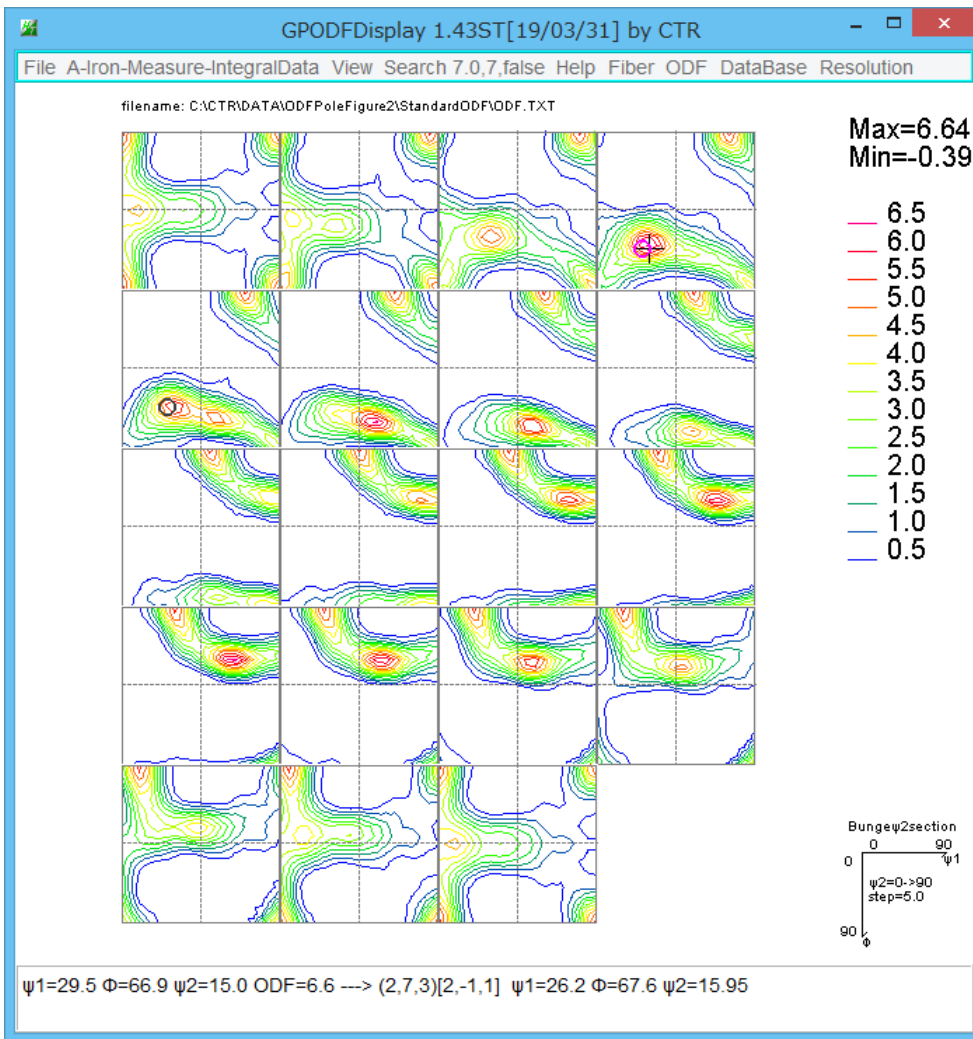 GPODFDisplay 1.43ST[19/03/31] by CTR
File A-Iron-Measure-IntegralData View Search 7.0,7,false Help Fiber ODF DataBase Resolution
filename: C:\CTR\DATA\ODFPoleFigure2\StandardODF\ODF.TXT
Max=6.64
Min=-0.39
6.5
6.0
5.5
5.0
4.5
4.0
3.5
3.0
2.5
2.0
1.5
1.0
0.5
Bungeψ2section
0 90
0 ψ1
ψ2=0->90
step=5.0
90
Φ
ψ1=29.5 Φ=66.9 ψ2=15.0 ODF=6.6 ---> (2,7,3)[2,-1,1] ψ1=26.2 Φ=67.6 ψ2=15.95